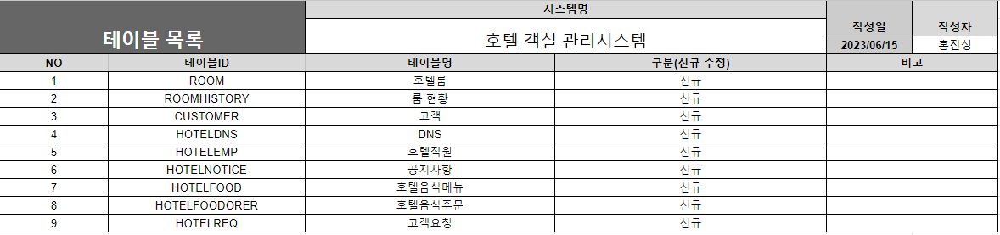 테이블 목록
시스템명
호텔 객실 관리시스템
작성일 작성자
2023/06/15 홍진성
NO 테이블ID 테이블명 구분(신규 수정) 비고
1 ROOM 호텔룸 신규
2 ROOMHISTORY 룸 현황 신규
3 CUSTOMER 고객 신규
4 HOTELDNS DNS 신규
5 HOTELEMP 호텔직원 신규
6 HOTELNOTICE 공지사항 신규
7 HOTELFOOD 호텔음식메뉴 신규
8 HOTELFOODORER 호텔음식주문 신규
9 HOTELREQ 고객요청 신규